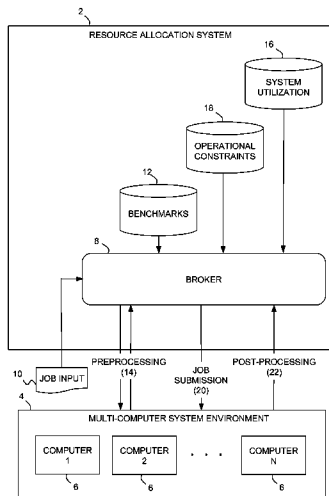 2
RESOURCE ALLOCATION SYSTEM
16
SYSTEM
UTILIZATION
18
OPERATIONAL
CONSTRAINTS
12
BENCHMARKS
8
BROKER
10
JOB INPUT
PREPROCESSING
(14)
JOB
SUBMISSION
(20)
POST-PROCESSING
(22)
4
MULTI-COMPUTER SYSTEM ENVIRONMENT
COMPUTER
1
COMPUTER
2
. . .
COMPUTER
N
6
6
6